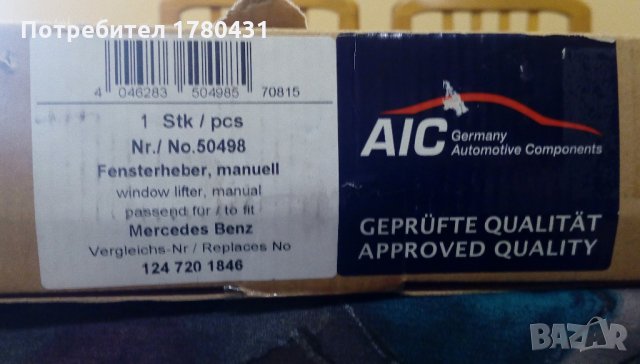 Потребител 1780431
4 046283 504985 70815
1 Stk / pcs
Nr./ No.50498
Fensterheber, manuell
window lifter, manual
passend für / to fit
Mercedes Benz
Vergleichs-Nr / Replaces No
124 720 1846
AIC Germany
Automotive Components
GEPRÜFTE QUALITÄT
APPROVED QUALITY
BAZAR